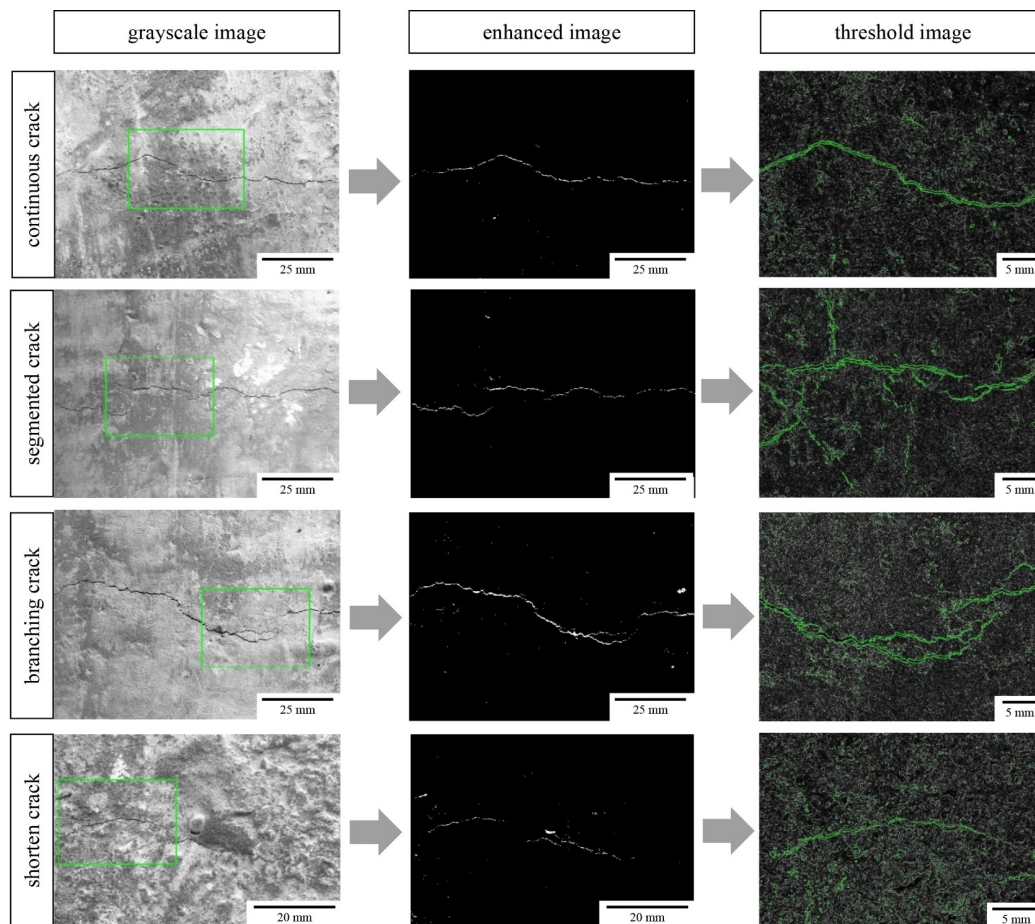 grayscale image
enhanced image
threshold image
continuous crack
25 mm
25 mm
5 mm
segmented crack
25 mm
25 mm
5 mm
branching crack
25 mm
25 mm
5 mm
shorten crack
20 mm
20 mm
5 mm